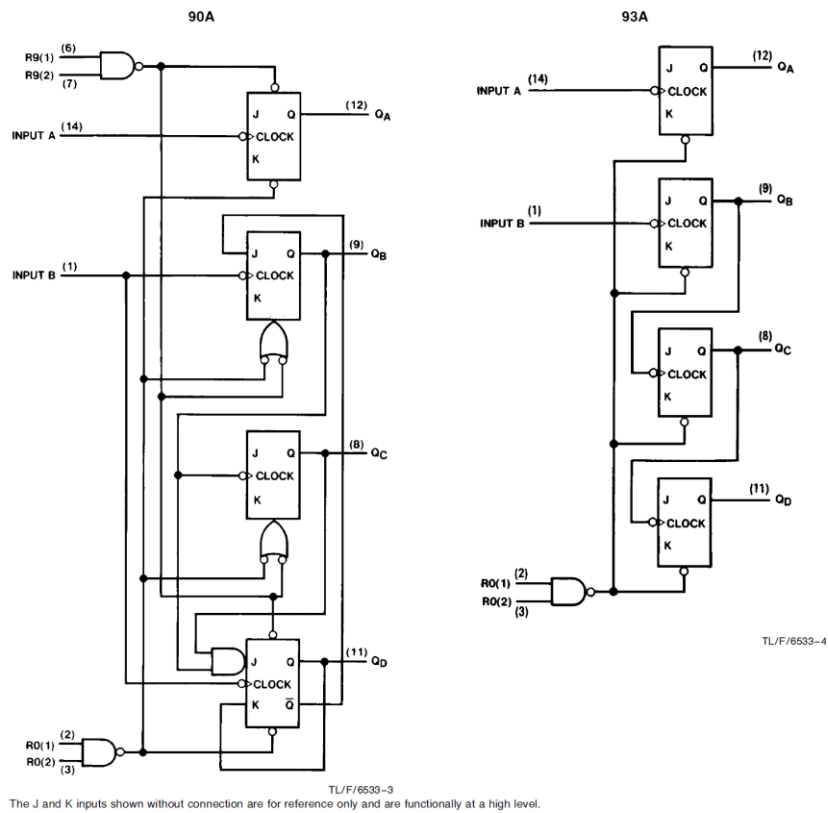 90A
R9(1)
(6)
R9(2)
(7)
J
Q
(12)
QA
INPUT A
(14)
CLOCK
K
J
Q
(9)
QB
INPUT B
(1)
CLOCK
K
J
Q
(8)
QC
CLOCK
K
J
Q
(11)
QD
CLOCK
K
Q̅
R0(1)
(2)
R0(2)
(3)
TL/F/6533–3
93A
J
Q
(12)
QA
INPUT A
(14)
CLOCK
K
J
Q
(9)
QB
INPUT B
(1)
CLOCK
K
J
Q
(8)
QC
CLOCK
K
J
Q
(11)
QD
CLOCK
K
R0(1)
(2)
R0(2)
(3)
TL/F/6533–4
The J and K inputs shown without connection are for reference only and are functionally at a high level.